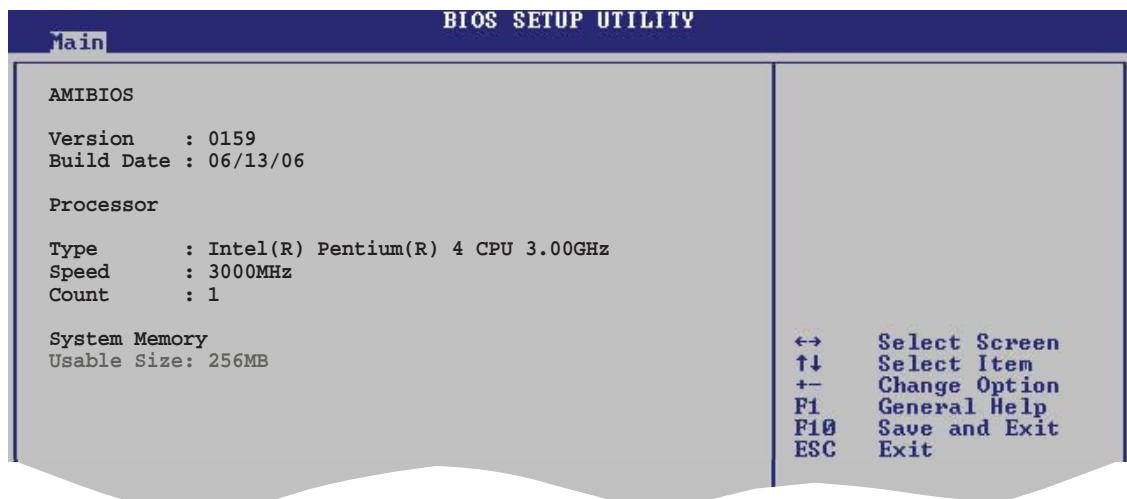 BIOS SETUP UTILITY
Main
AMIBIOS
Version : 0159
Build Date : 06/13/06
Processor
Type : Intel(R) Pentium(R) 4 CPU 3.00GHz
Speed : 3000MHz
Count : 1
System Memory
Usable Size: 256MB
←→ Select Screen
↑↓ Select Item
+- Change Option
F1 General Help
F10 Save and Exit
ESC Exit